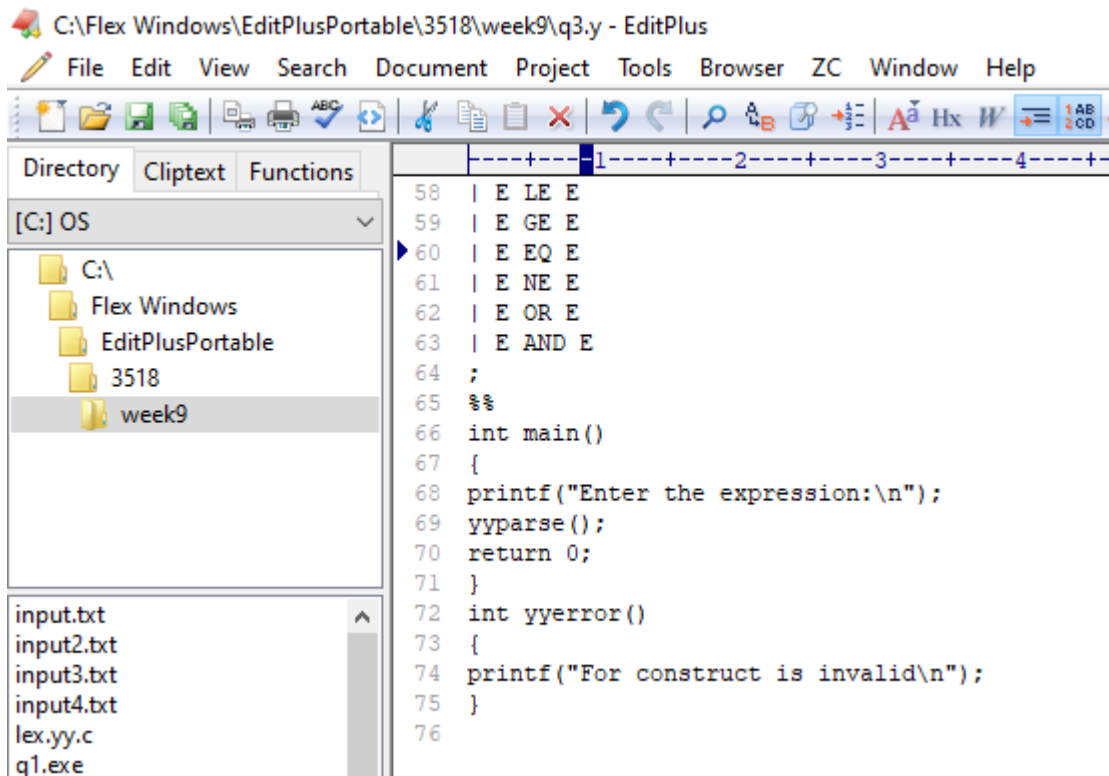 C:\Flex Windows\EditPlusPortable\3518\week9\q3.y - EditPlus
File Edit View Search Document Project Tools Browser ZC Window Help
Directory Cliptext Functions
[C:] OS
C:\
Flex Windows
EditPlusPortable
3518
week9
input.txt
input2.txt
input3.txt
input4.txt
lex.yy.c
q1.exe
----+----1----+----2----+----3----+----4----+-
58 | E LE E
59 | E GE E
60 | E EQ E
61 | E NE E
62 | E OR E
63 | E AND E
64 ;
65 %%
66 int main()
67 {
68 printf("Enter the expression:\n");
69 yyparse();
70 return 0;
71 }
72 int yyerror()
73 {
74 printf("For construct is invalid\n");
75 }
76